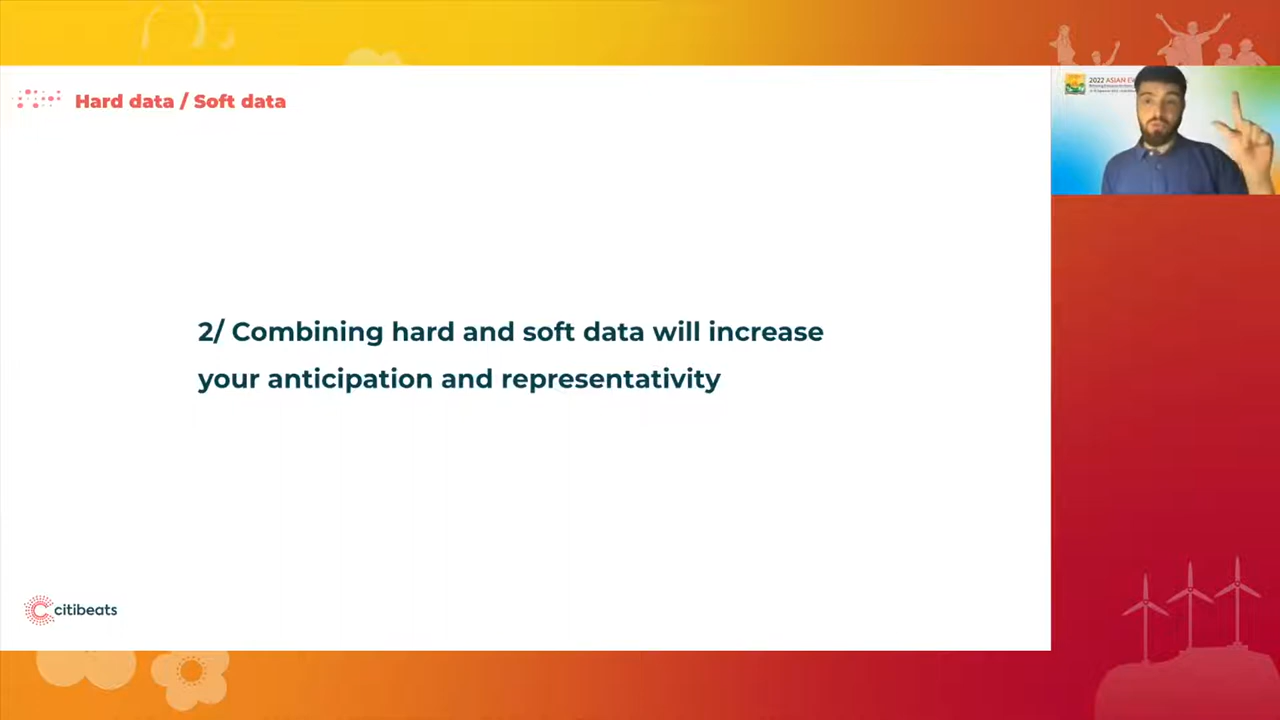 Hard data / Soft data
2022 ASIAN
2/ Combining hard and soft data will increase
your anticipation and representativity
citibeats